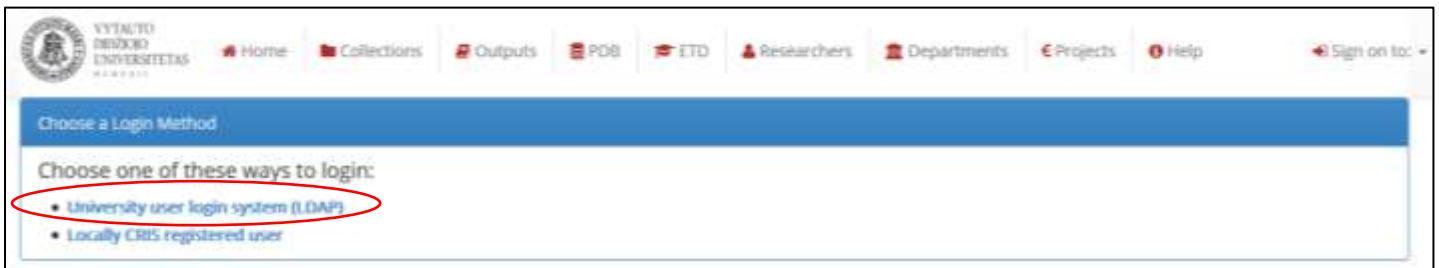 VYTAUTO
DIDŽIOJO
UNIVERSITETAS
Home Collections Outputs PDB ETD Researchers Departments € Projects Help Sign on to:
Choose a Login Method
Choose one of these ways to login:
• University user login system (LDAP)
• Locally CRIS registered user